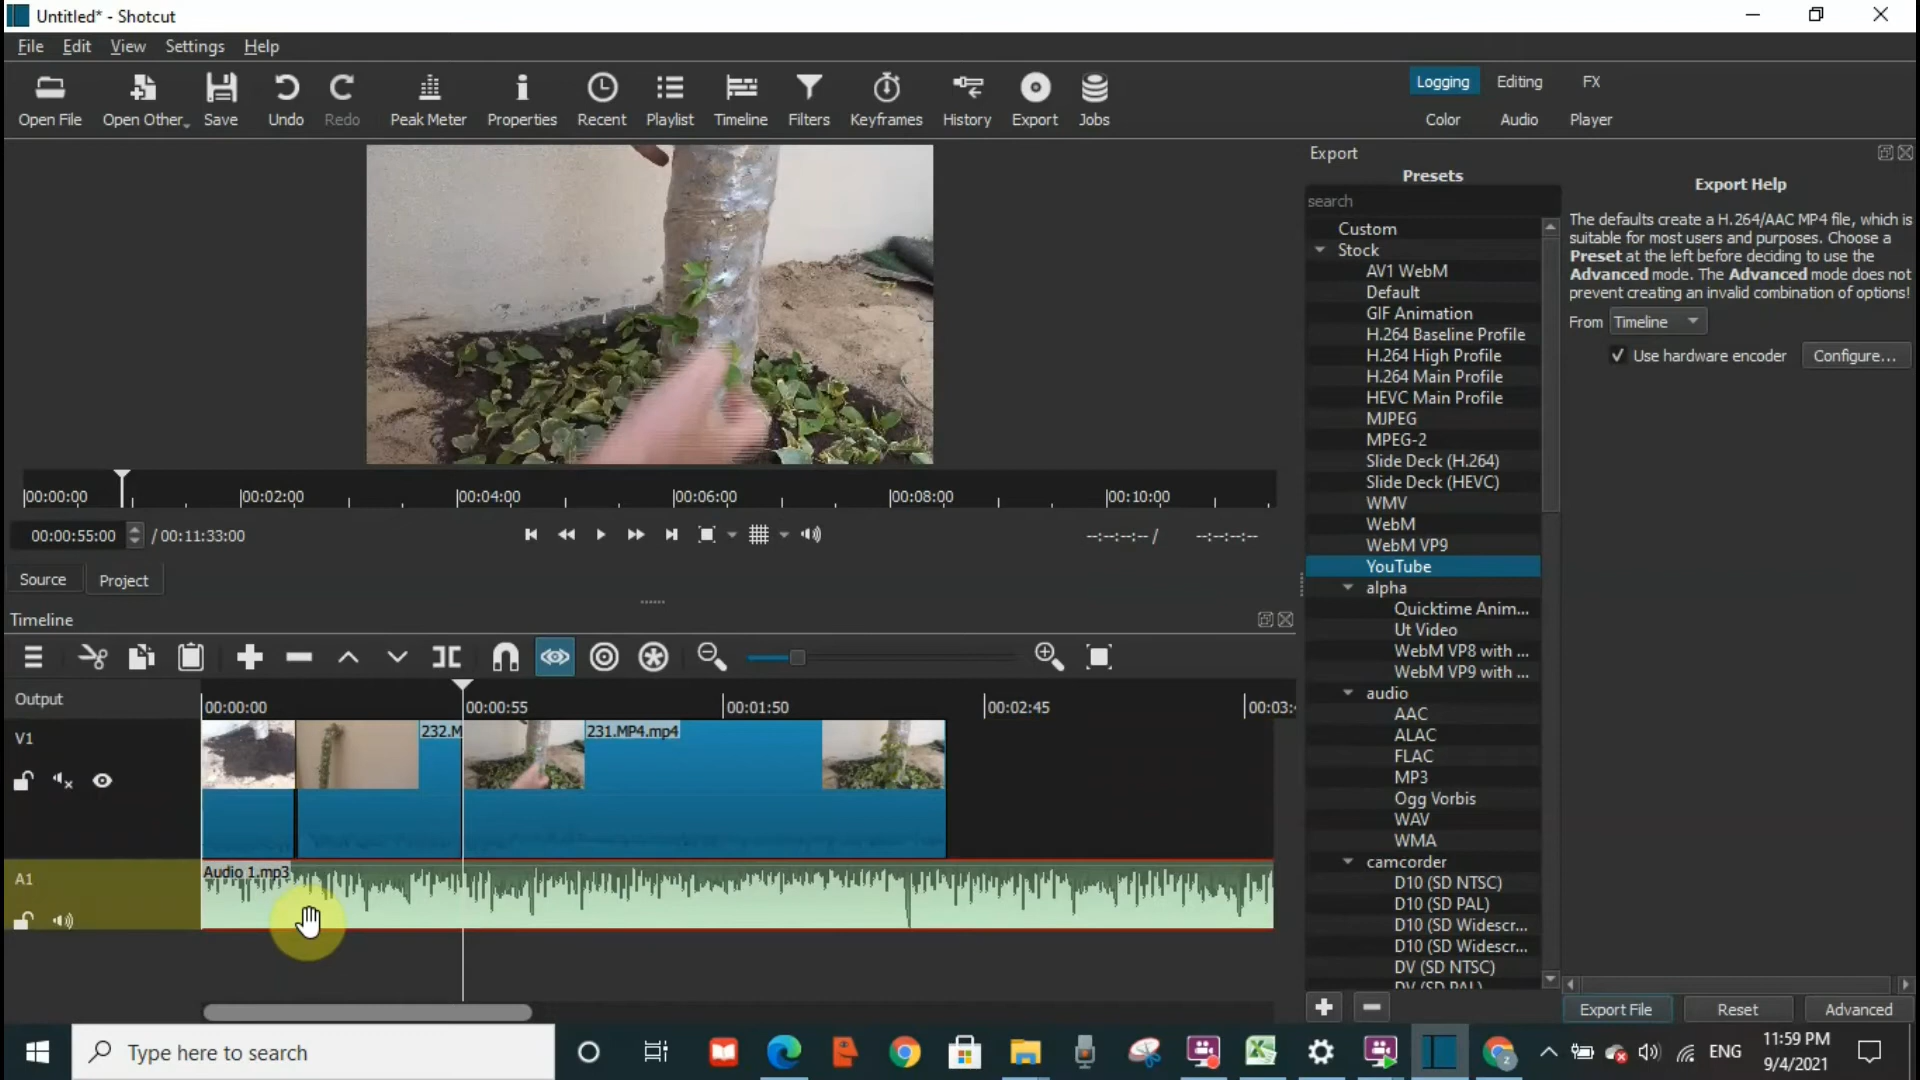 Untitled* - Shotcut
File Edit View Settings Help
Open File Open Other... Save Undo Redo Peak Meter Properties Recent Playlist Timeline Filters Keyframes History Export Jobs
Logging Editing FX
Color Audio Player
Export
Presets
search
Custom
Stock
AV1 WebM
Default
GIF Animation
H.264 Baseline Profile
H.264 High Profile
H.264 Main Profile
HEVC Main Profile
MJPEG
MPEG-2
Slide Deck (H.264)
Slide Deck (HEVC)
WMV
WebM
WebM VP9
YouTube
alpha
Quicktime Anim...
Ut Video
WebM VP8 with ...
WebM VP9 with ...
audio
AAC
ALAC
FLAC
MP3
Ogg Vorbis
WAV
WMA
camcorder
D10 (SD NTSC)
D10 (SD PAL)
D10 (SD Widescr...
D10 (SD Widescr...
DV (SD NTSC)
DV (SD PAL)
Export Help
The defaults create a H.264/AAC MP4 file, which is
suitable for most users and purposes. Choose a
Preset at the left before deciding to use the
Advanced mode. The Advanced mode does not
prevent creating an invalid combination of options!
From Timeline
Use hardware encoder Configure...
Export File Reset Advanced
00:00:00 00:02:00 00:04:00 00:06:00 00:08:00 00:10:00
00:00:55:00 / 00:11:33:00 --:--:--:-- / --:--:--:--
Source Project
Timeline
Output 00:00:00 00:00:55 00:01:50 00:02:45 00:03:
V1 232.M 231.MP4.mp4
A1 Audio 1.mp3
Type here to search
ENG
11:59 PM
9/4/2021